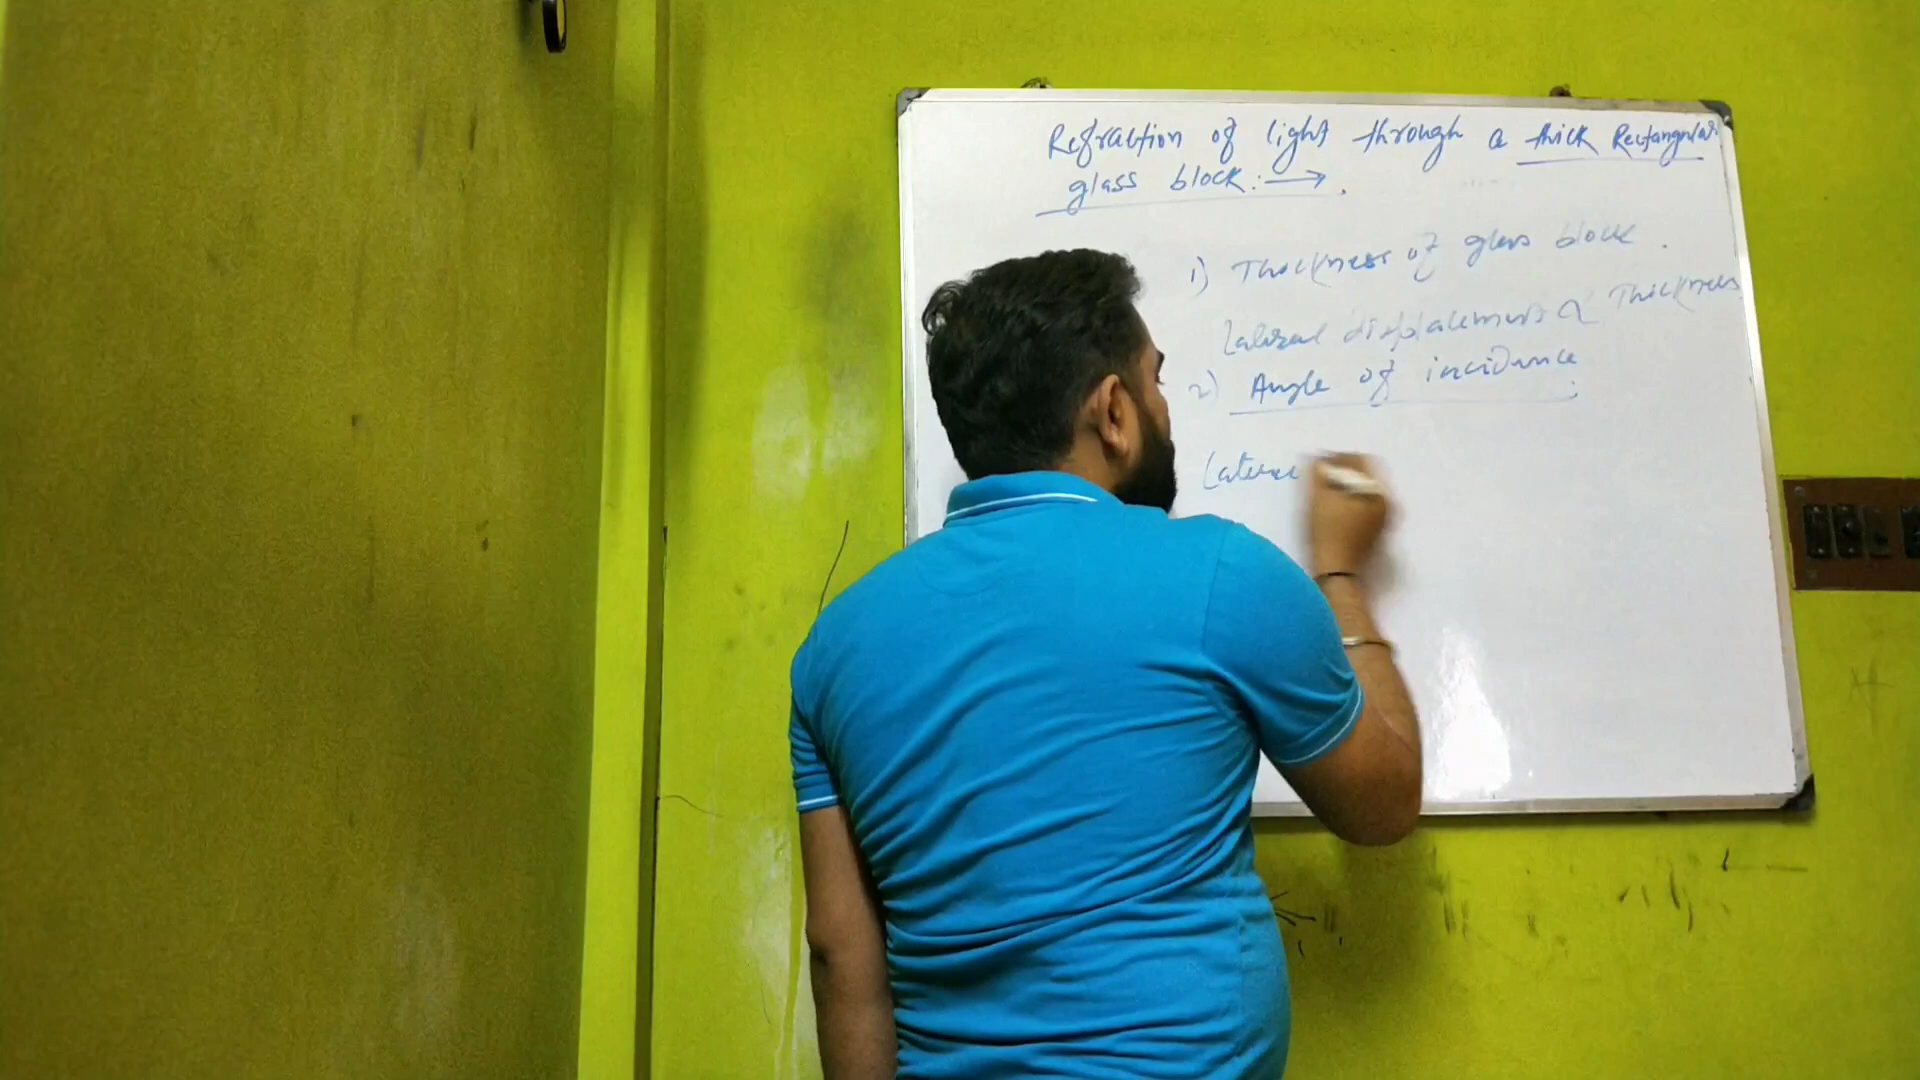 Refraction of light through a thick Rectangular
glass block :→ .
1) Thickness of glass block .
Lateral displacement ∝ Thickness
2) Angle of incidence
Latera